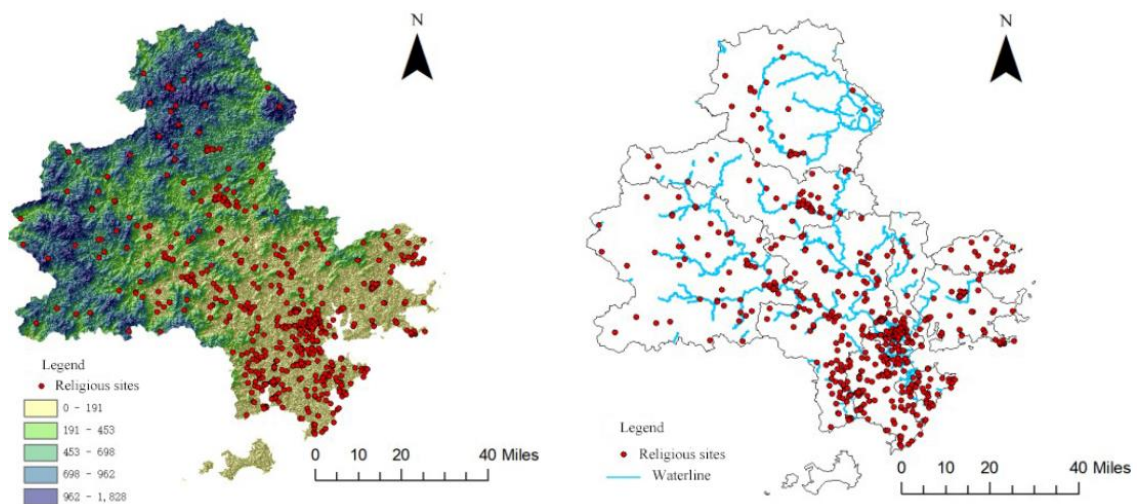 N
Legend
Religious sites
0 - 191
191 - 453
453 - 698
698 - 962
962 - 1,828
0 10 20 40 Miles
N
Legend
Religious sites
Waterline
0 10 20 40 Miles